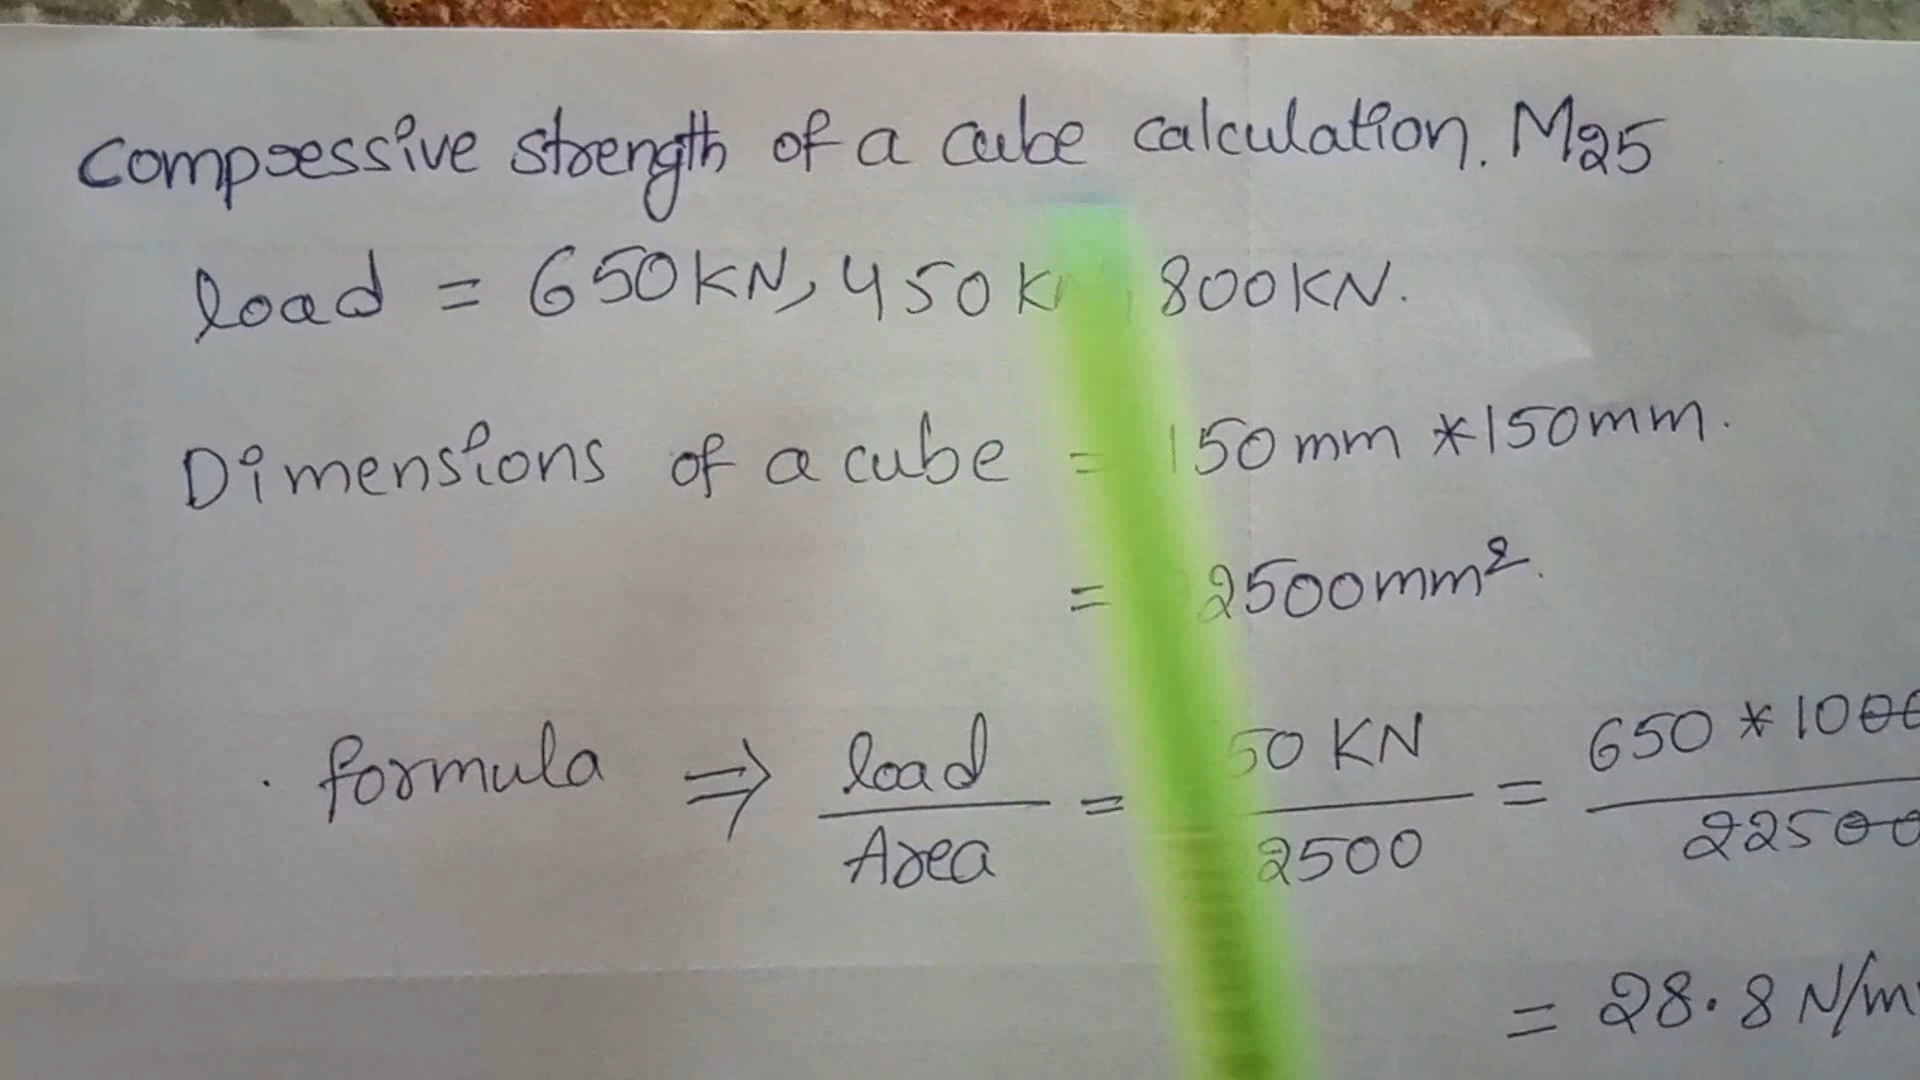 Compressive strength of a cube calculation. M25
load = 650KN, 450K 800KN.
Dimensions of a cube = 150mm *150mm.
= 2500mm².
formula ⇒ load/Area = 50 KN/2500 = 650 * 1000/22500
= 28.8 N/m